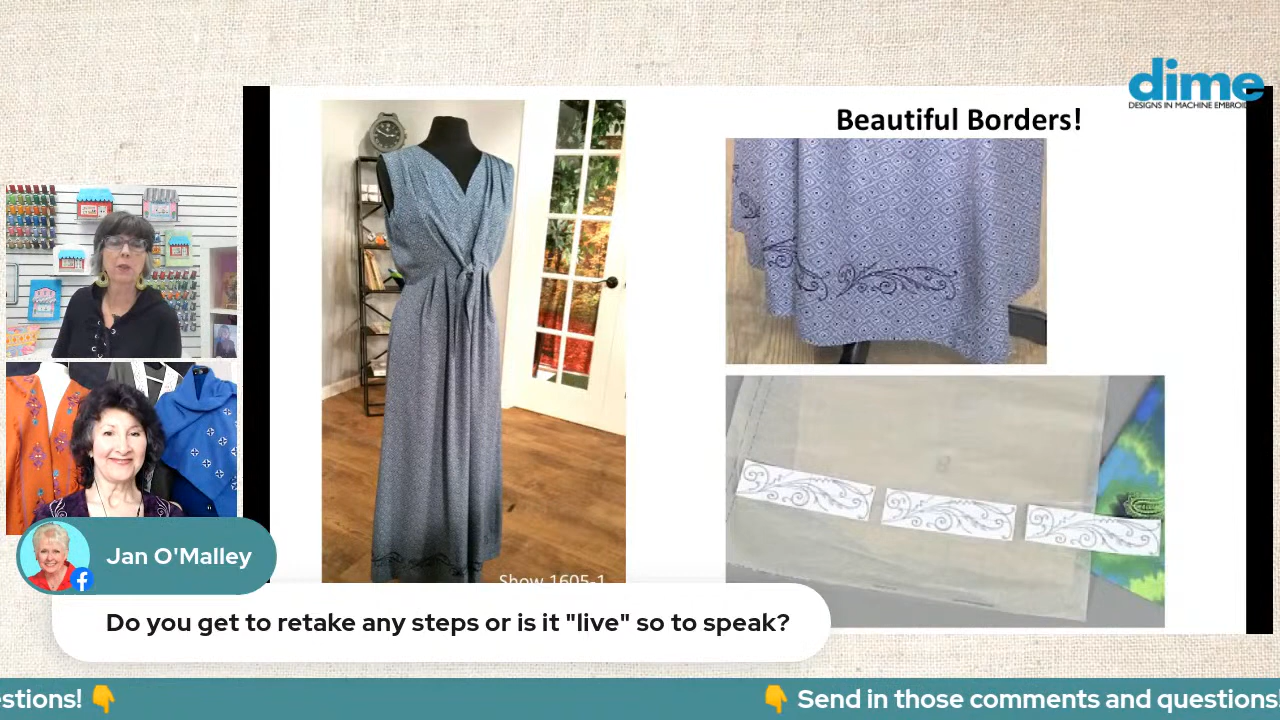 dime
DESIGNS IN MACHINE EMBROI
Beautiful Borders!
Show 1605-1
Jan O'Malley
Do you get to retake any steps or is it "live" so to speak?
estions! 👇
👇 Send in those comments and questions!